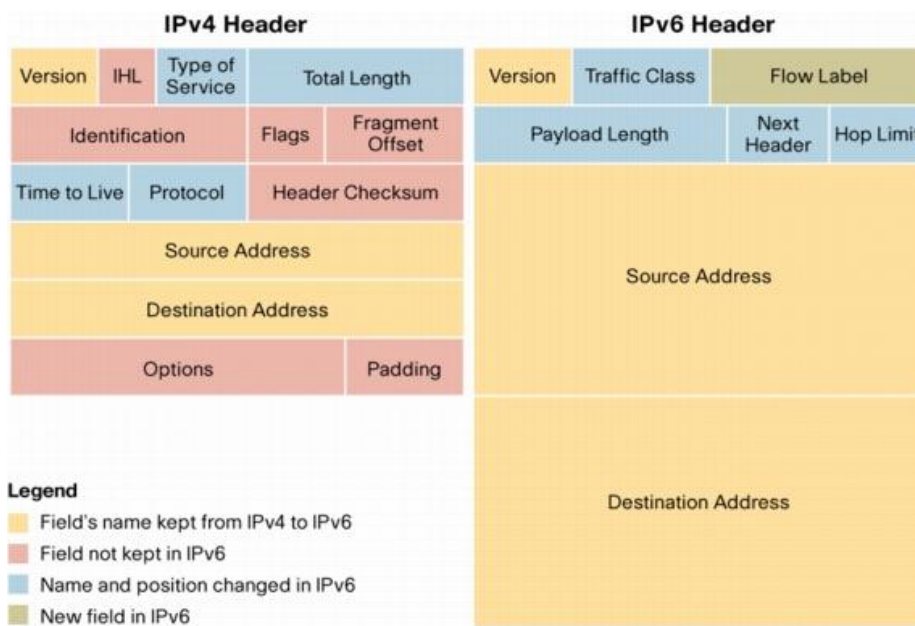 IPv4 Header
IPv6 Header
Version
IHL
Type of
Service
Total Length
Identification
Flags
Fragment
Offset
Time to Live
Protocol
Header Checksum
Source Address
Destination Address
Options
Padding
Version
Traffic Class
Flow Label
Payload Length
Next
Header
Hop Limit
Source Address
Destination Address
Legend
Field's name kept from IPv4 to IPv6
Field not kept in IPv6
Name and position changed in IPv6
New field in IPv6